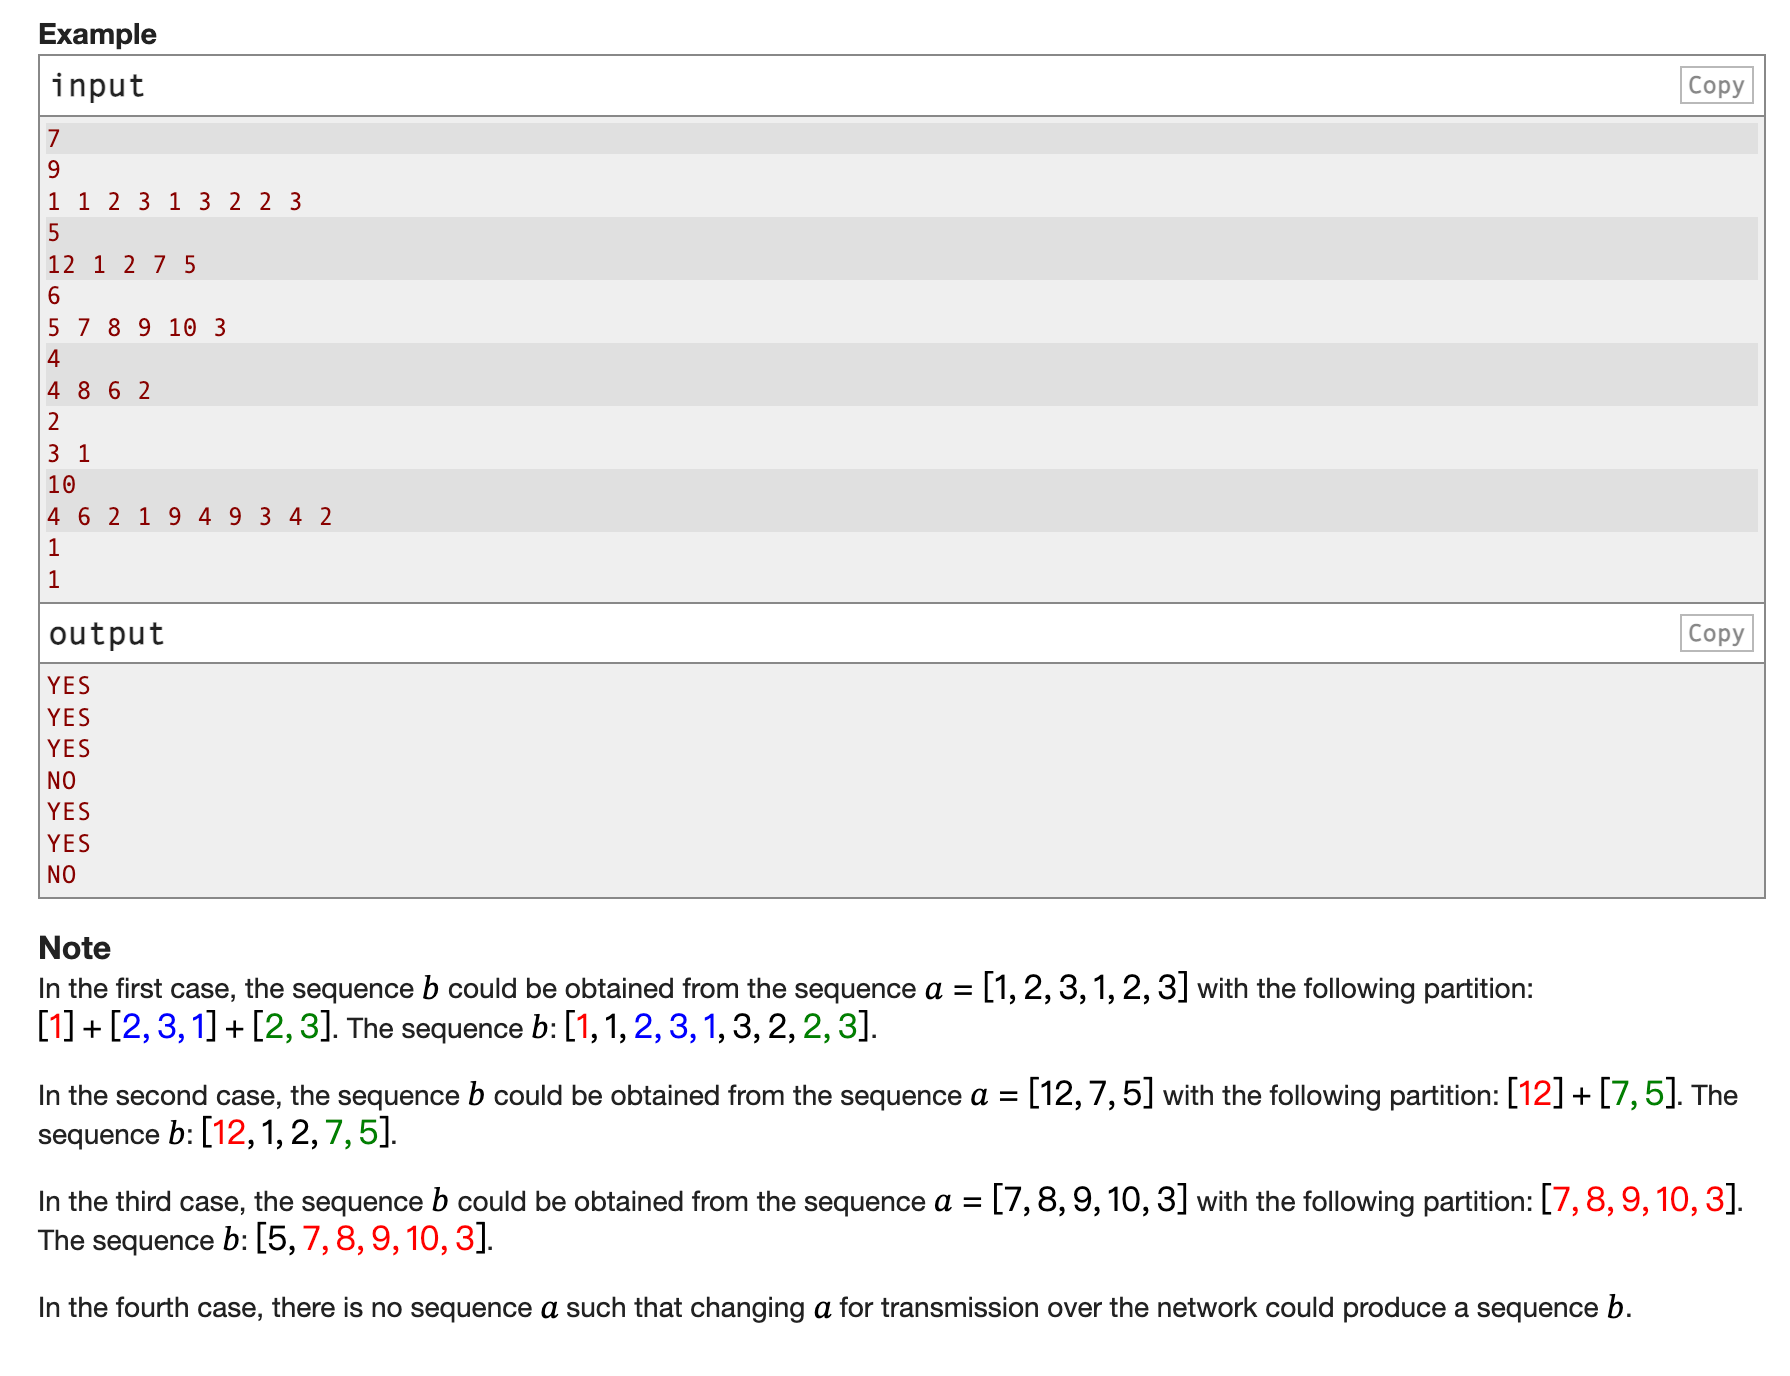 Example
input
Copy
7
9
1 1 2 3 1 3 2 2 3
5
12 1 2 7 5
6
5 7 8 9 10 3
4
4 8 6 2
2
3 1
10
4 6 2 1 9 4 9 3 4 2
1
1
output
Copy
YES
YES
YES
NO
YES
YES
NO
Note
In the first case, the sequence b could be obtained from the sequence a = [1, 2, 3, 1, 2, 3] with the following partition:
[1] + [2, 3, 1] + [2, 3]. The sequence b: [1, 1, 2, 3, 1, 3, 2, 2, 3].
In the second case, the sequence b could be obtained from the sequence a = [12, 7, 5] with the following partition: [12] + [7, 5]. The
sequence b: [12, 1, 2, 7, 5].
In the third case, the sequence b could be obtained from the sequence a = [7, 8, 9, 10, 3] with the following partition: [7, 8, 9, 10, 3].
The sequence b: [5, 7, 8, 9, 10, 3].
In the fourth case, there is no sequence a such that changing a for transmission over the network could produce a sequence b.